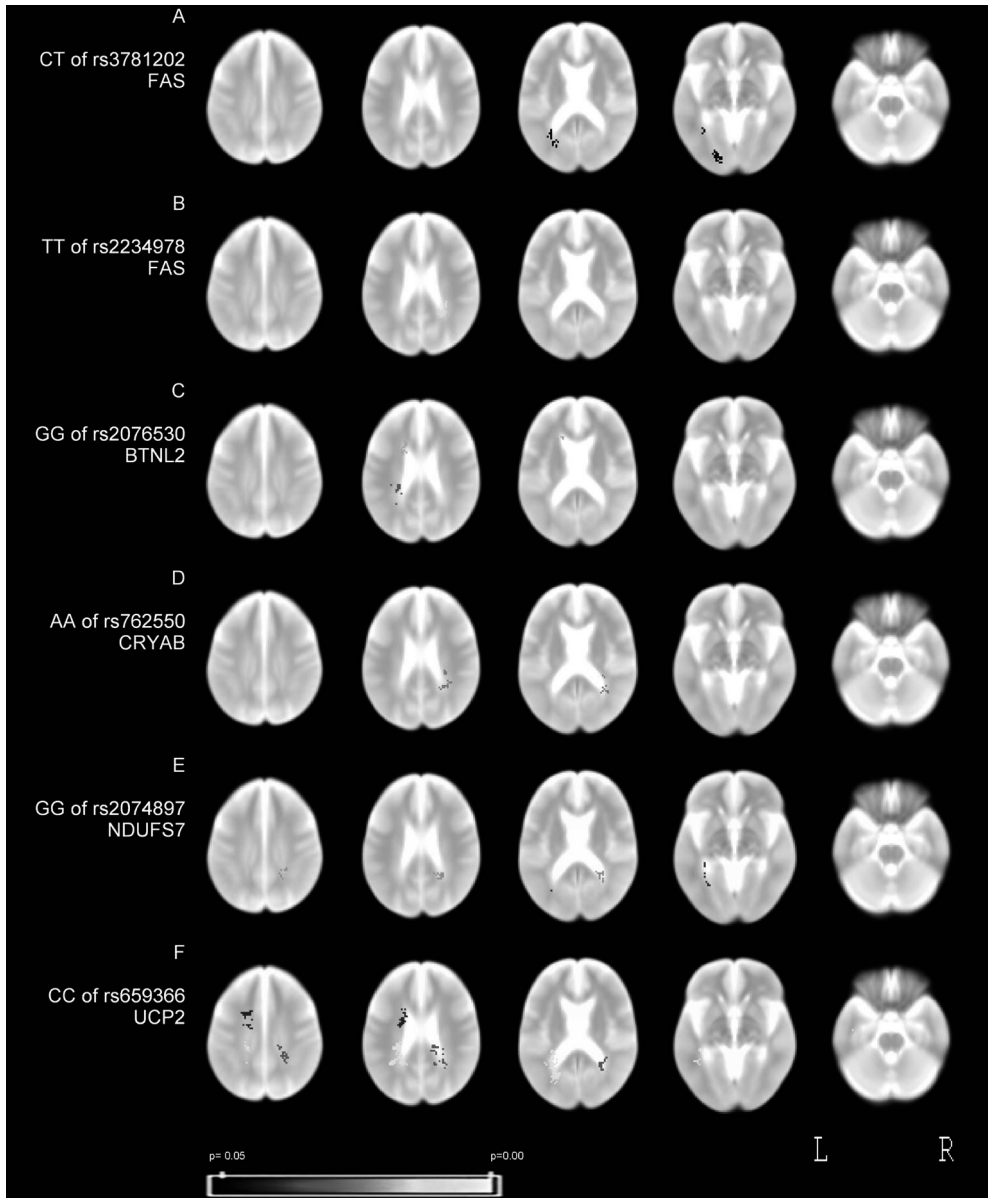 A
CT of rs3781202
FAS
B
TT of rs2234978
FAS
C
GG of rs2076530
BTNL2
D
AA of rs762550
CRYAB
E
GG of rs2074897
NDUFS7
F
CC of rs659366
UCP2
L R
p= 0.05 p=0.00